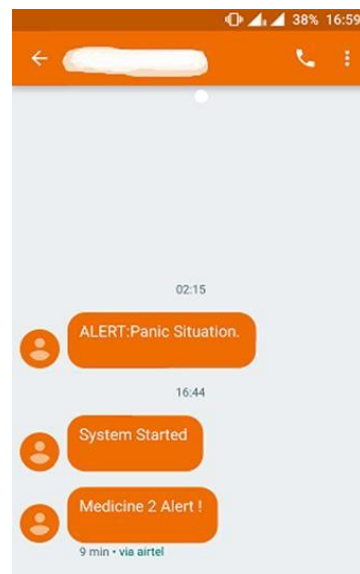 38% 16:59
02:15
ALERT:Panic Situation.
16:44
System Started
Medicine 2 Alert !
9 min • via airtel